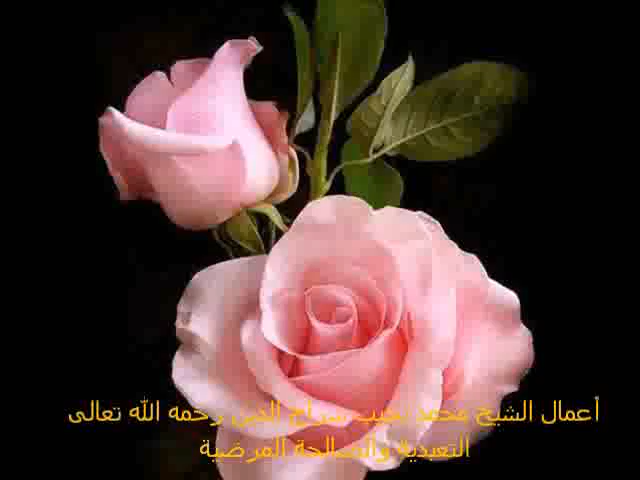 أعمال الشيخ محمد نجيب سراج الدين رحمه الله تعالى
التعبدية والصالحة المرضية